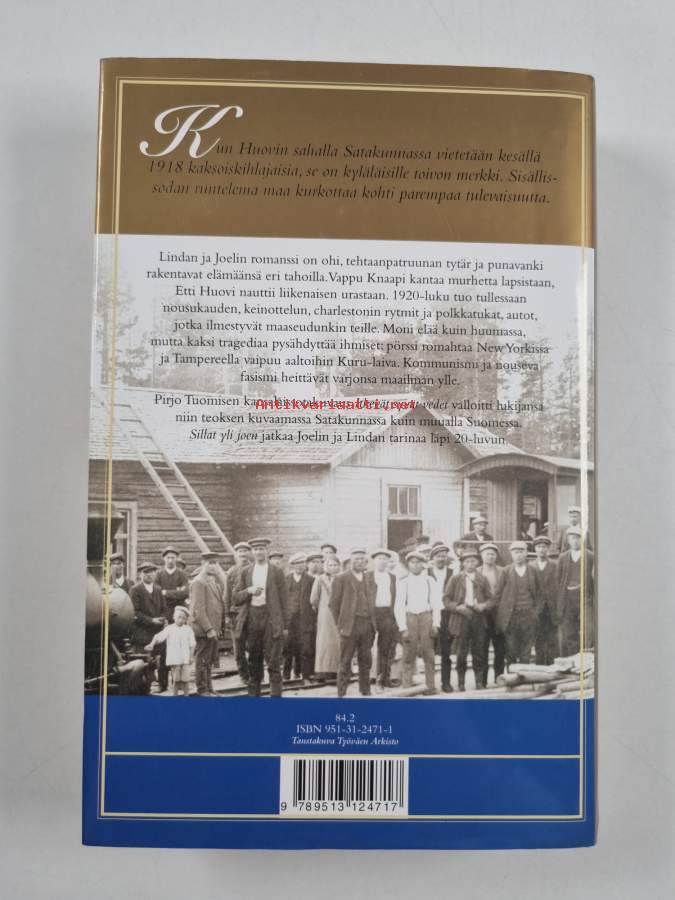 Kun Huovin sahalla Satakunnassa vietetään kesällä
1918 kaksoiskihlajaisia, se on kyläläisille toivon merkki. Sisällis-
sodan runtelema maa kurkottaa kohti parempaa tulevaisuutta.
Lindan ja Joelin romanssi on ohi, tehtaanpatruunan tytär ja punavanki
rakentavat elämäänsä eri tahoilla. Vappu Knaapi kantaa murhetta lapsistaan,
Etti Huovi nauttii liikenaisen urastaan. 1920-luku tuo tullessaan
nousukauden, keinottelun, charlestonin rytmit ja polkkatukat, autot,
jotka ilmestyvät maaseudunkin teille. Moni elää kuin huumassa,
mutta kaksi tragediaa pysähdyttää ihmiset: pörssi romahtaa New Yorkissa
ja Tampereella vaipuu aaltoihin Kuru-laiva. Kommunismi ja nouseva
fasismi heittävät varjonsa maailman ylle.
Antikvariaatti.net
Pirjo Tuomisen vedet valloitti lukijansa
niin teoksen kuvaamassa Satakunnassa kuin muualla Suomessa.
Sillat yli joen jatkaa Joelin ja Lindan tarinaa läpi 20-luvun.
84.2
ISBN 951-31-2471-1
Taustakuva Työväen Arkisto
9 789513 124717